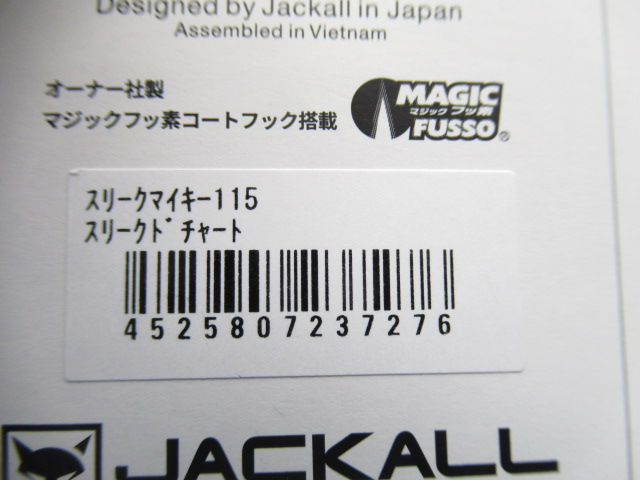 Designed by Jackall in Japan
Assembled in Vietnam
オーナー社製
マジックフッ素コートフック搭載
MAGIC
マジックフッ素
FUSSO®
ｽﾘｰｸﾏｲｷｰ115
ｽﾘｰｸﾄﾞﾁｬｰﾄ
4525807237276
JACKALL